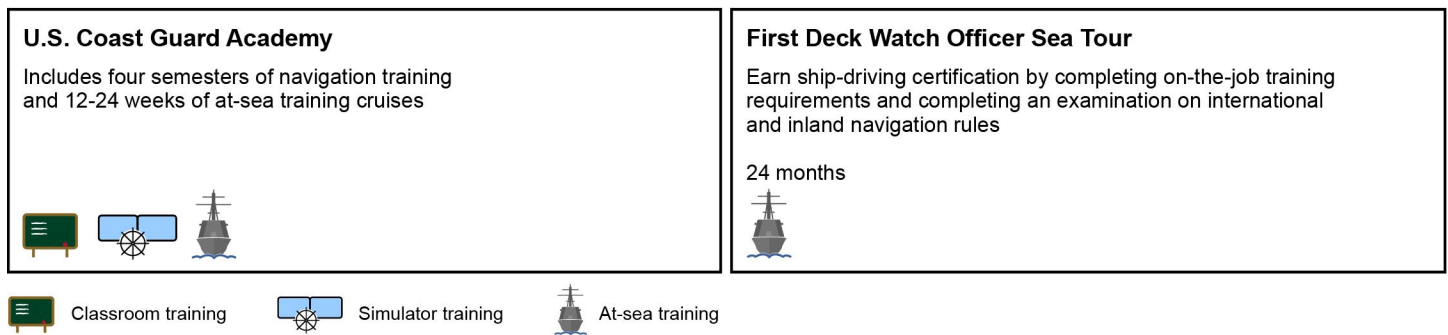 U.S. Coast Guard Academy
Includes four semesters of navigation training
and 12-24 weeks of at-sea training cruises
First Deck Watch Officer Sea Tour
Earn ship-driving certification by completing on-the-job training
requirements and completing an examination on international
and inland navigation rules
24 months
Classroom training
Simulator training
At-sea training